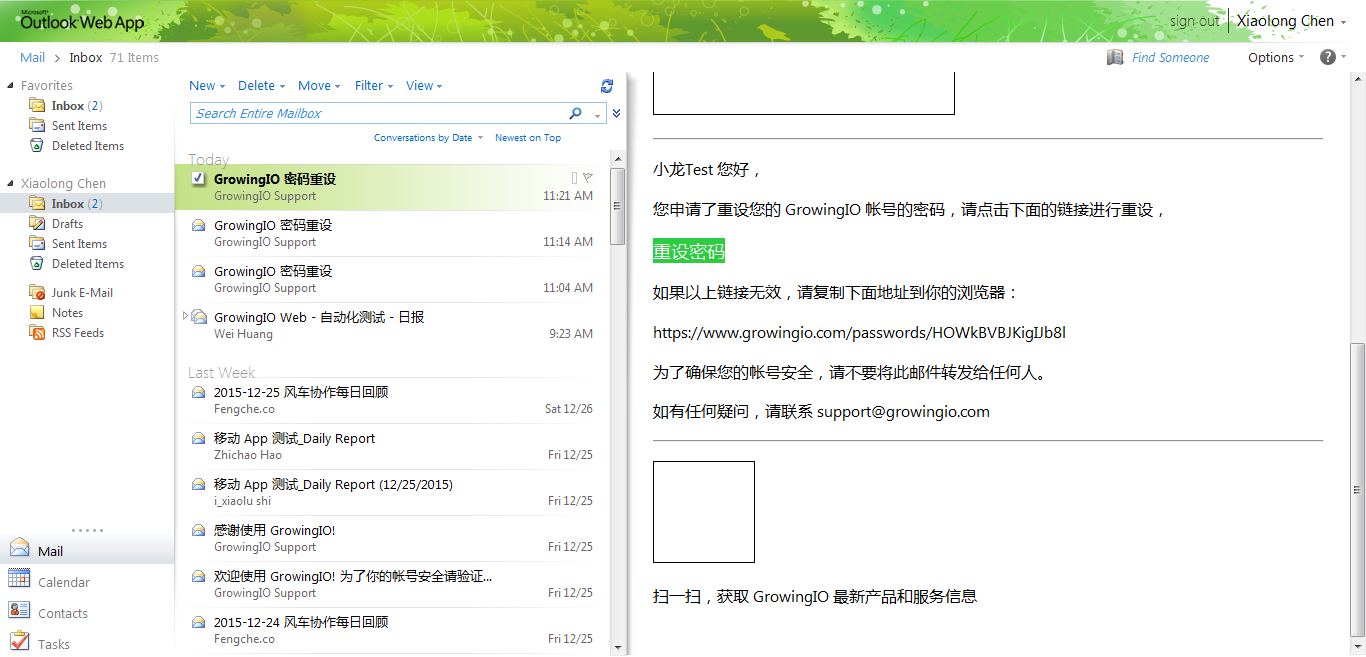 Microsoft
Outlook Web App
sign out
Xiaolong Chen
Mail > Inbox 71 Items
Find Someone
Options
?
Favorites
Inbox (2)
Sent Items
Deleted Items
Xiaolong Chen
Inbox (2)
Drafts
Sent Items
Deleted Items
Junk E-Mail
Notes
RSS Feeds
Mail
Calendar
Contacts
Tasks
New Delete Move Filter View
Search Entire Mailbox
Conversations by Date Newest on Top
Today
GrowingIO 密码重设
GrowingIO Support 11:21 AM
GrowingIO 密码重设
GrowingIO Support 11:14 AM
GrowingIO 密码重设
GrowingIO Support 11:04 AM
GrowingIO Web - 自动化测试 - 日报
Wei Huang 9:23 AM
Last Week
2015-12-25 风车协作每日回顾
Fengche.co Sat 12/26
移动 App 测试_Daily Report
Zhichao Hao Fri 12/25
移动 App 测试_Daily Report (12/25/2015)
i_xiaolu shi Fri 12/25
感谢使用 GrowingIO!
GrowingIO Support Fri 12/25
欢迎使用 GrowingIO! 为了你的帐号安全请验证...
GrowingIO Support Fri 12/25
2015-12-24 风车协作每日回顾
Fengche.co Fri 12/25
小龙Test 您好，
您申请了重设您的 GrowingIO 帐号的密码，请点击下面的链接进行重设，
重设密码
如果以上链接无效，请复制下面地址到你的浏览器：
https://www.growingio.com/passwords/HOWkBVBJKigIJb8l
为了确保您的帐号安全，请不要将此邮件转发给任何人。
如有任何疑问，请联系 support@growingio.com
扫一扫，获取 GrowingIO 最新产品和服务信息